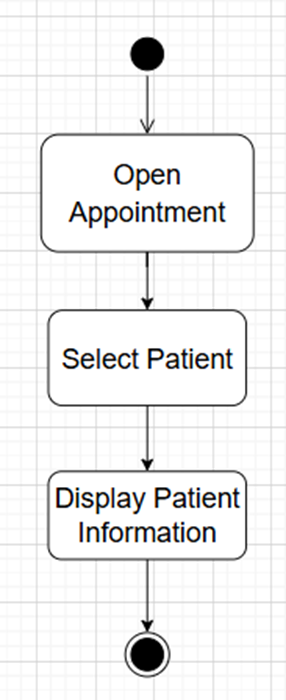 Open
Appointment
Select Patient
Display Patient
Information